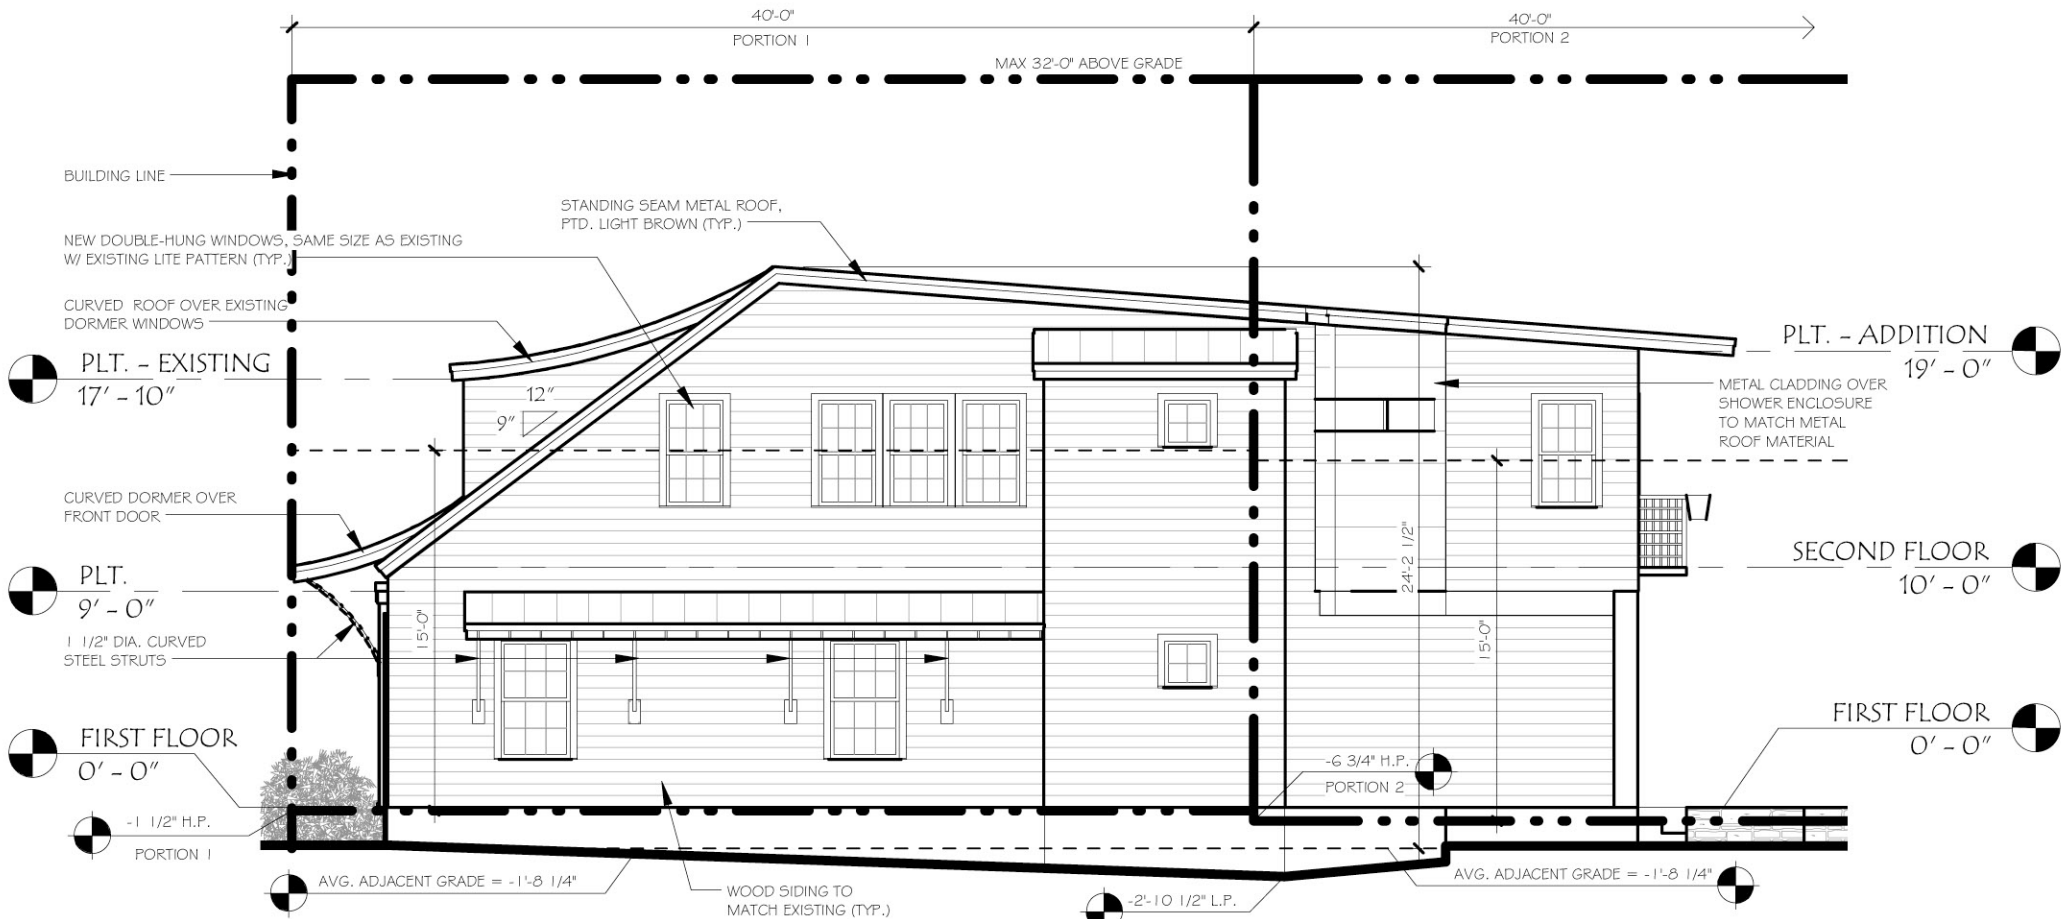 40'-0"
PORTION 1
40'-0"
PORTION 2
MAX 32'-0" ABOVE GRADE
BUILDING LINE
STANDING SEAM METAL ROOF,
PTD. LIGHT BROWN (TYP.)
NEW DOUBLE-HUNG WINDOWS, SAME SIZE AS EXISTING
W/ EXISTING LITE PATTERN (TYP.)
CURVED ROOF OVER EXISTING
DORMER WINDOWS
PLT. - EXISTING
17' - 10"
12"
9"
PLT. - ADDITION
19' - 0"
METAL CLADDING OVER
SHOWER ENCLOSURE
TO MATCH METAL
ROOF MATERIAL
CURVED DORMER OVER
FRONT DOOR
24'-2 1/2"
SECOND FLOOR
10' - 0"
PLT.
9' - 0"
15'-0"
15'-0"
1 1/2" DIA. CURVED
STEEL STRUTS
FIRST FLOOR
0' - 0"
FIRST FLOOR
0' - 0"
-6 3/4" H.P.
PORTION 2
-1 1/2" H.P.
PORTION 1
AVG. ADJACENT GRADE = -1'-8 1/4"
AVG. ADJACENT GRADE = -1'-8 1/4"
WOOD SIDING TO
MATCH EXISTING (TYP.)
-2'-10 1/2" L.P.